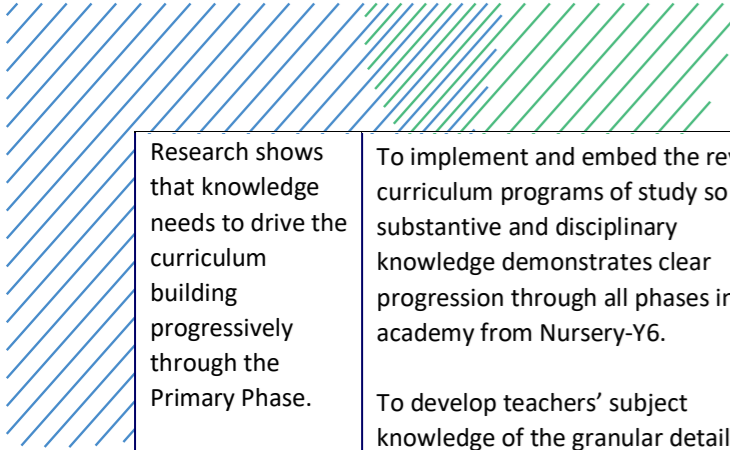 Research shows
that knowledge
needs to drive the
curriculum
building
progressively
through the
Primary Phase.
To implement and embed the
curriculum programs of study so
substantive and disciplinary
knowledge demonstrates clear
progression through all phases
academy from Nursery-Y6.
To develop teachers’ subject
knowledge of the granular detail